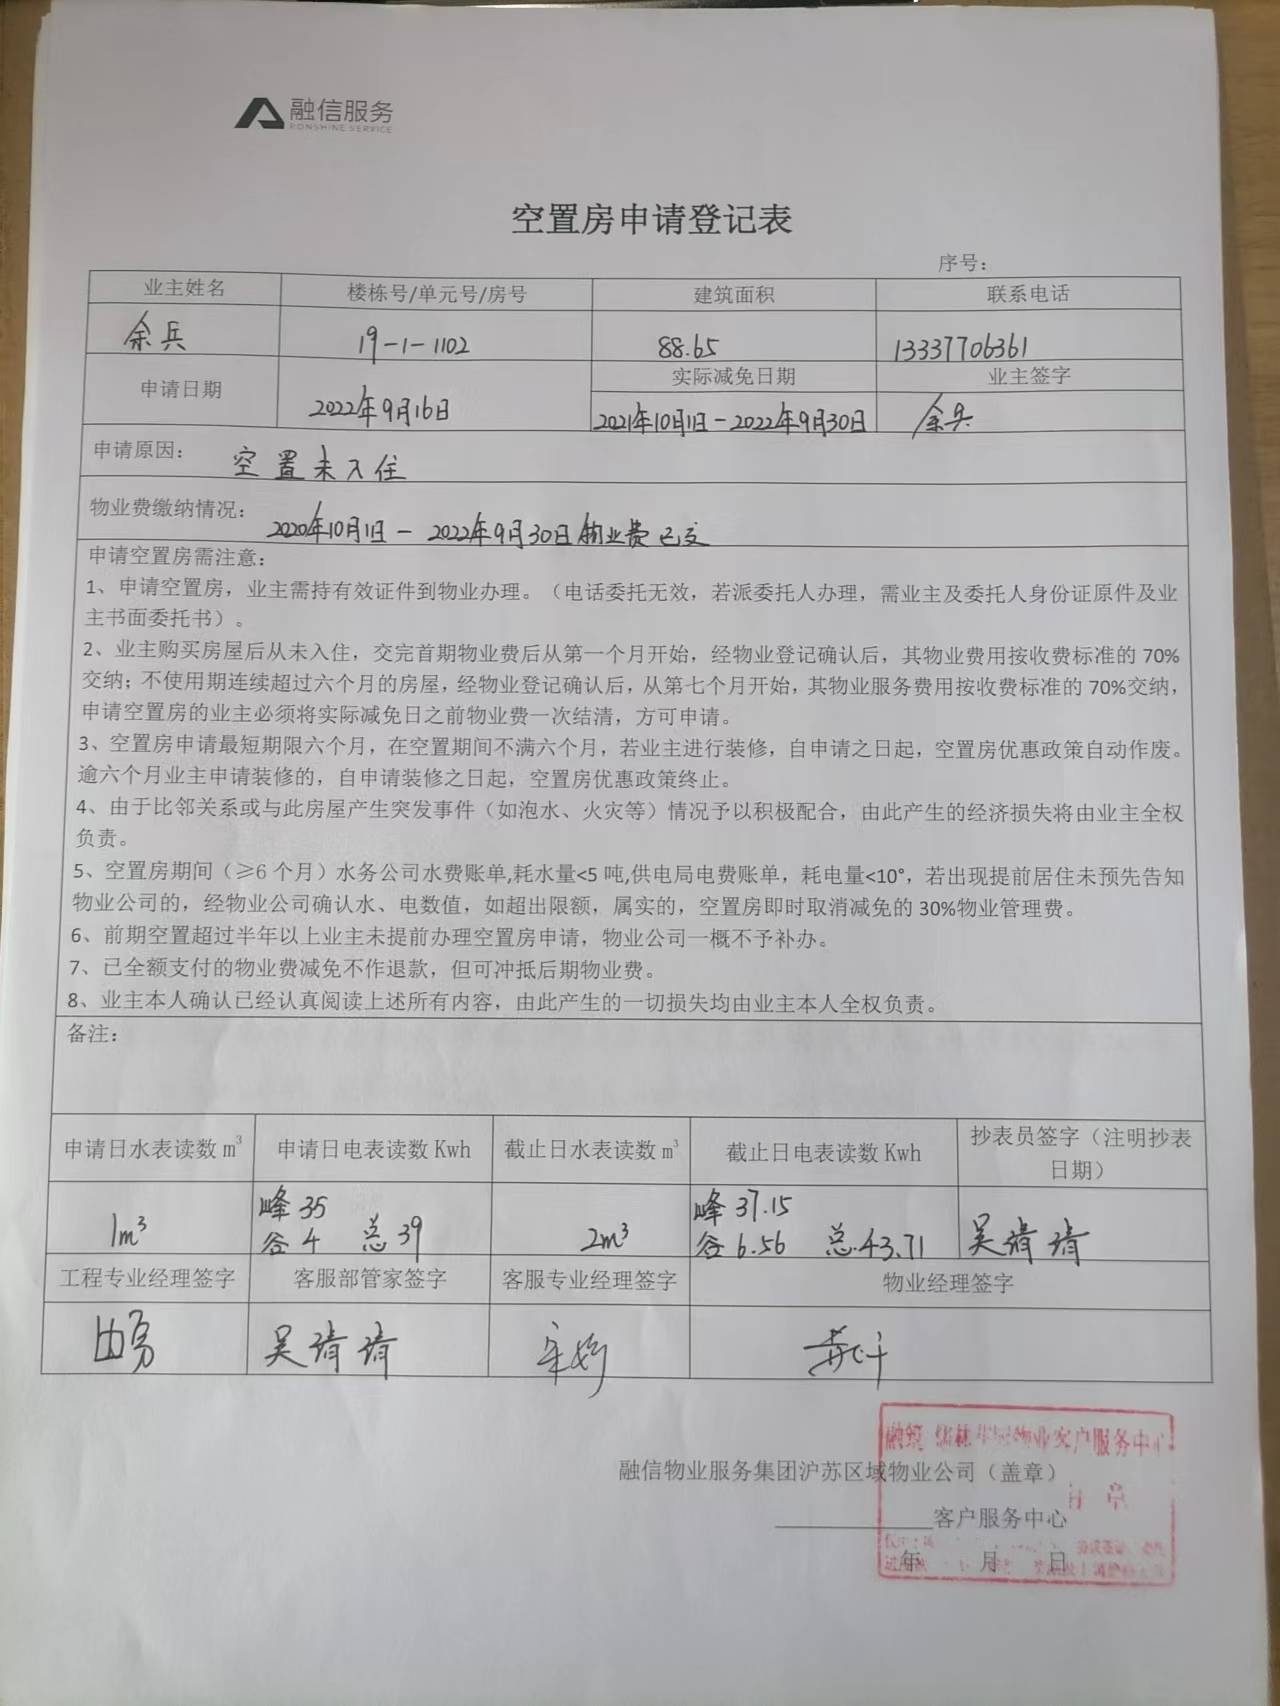 融信服务
RONSHINE SERVICE
空置房申请登记表
序号：
业主姓名 楼栋号/单元号/房号 建筑面积 联系电话
余兵 19-1-1102 88.65 13337706361
申请日期 2022年9月16日 实际减免日期 业主签字
2021年10月1日-2022年9月30日 余兵
申请原因： 空置未入住
物业费缴纳情况： 2020年10月1日-2022年9月30日物业费已交
申请空置房需注意：
1、申请空置房，业主需持有效证件到物业办理。（电话委托无效，若派委托人办理，需业主及委托人身份证原件及业
主书面委托书）。
2、业主购买房屋后从未入住，交完首期物业费后从第一个月开始，经物业登记确认后，其物业费用按收费标准的 70%
交纳；不使用期连续超过六个月的房屋，经物业登记确认后，从第七个月开始，其物业服务费用按收费标准的 70%交纳，
申请空置房的业主必须将实际减免日之前物业费一次结清，方可申请。
3、空置房申请最短期限六个月，在空置期间不满六个月，若业主进行装修，自申请之日起，空置房优惠政策自动作废。
逾六个月业主申请装修的，自申请装修之日起，空置房优惠政策终止。
4、由于比邻关系或与此房屋产生突发事件（如泡水、火灾等）情况予以积极配合，由此产生的经济损失将由业主全权
负责。
5、空置房期间（≥6 个月）水务公司水费账单,耗水量<5 吨,供电局电费账单，耗电量<10°，若出现提前居住未预先告知
物业公司的，经物业公司确认水、电数值，如超出限额，属实的，空置房即时取消减免的 30%物业管理费。
6、前期空置超过半年以上业主未提前办理空置房申请，物业公司一概不予补办。
7、已全额支付的物业费减免不作退款，但可冲抵后期物业费。
8、业主本人确认已经认真阅读上述所有内容，由此产生的一切损失均由业主本人全权负责。
备注：
申请日水表读数 m³ 申请日电表读数 Kwh 截止日水表读数 m³ 截止日电表读数 Kwh 抄表员签字（注明抄表
日期）
峰 35 峰 37.15
1m³ 谷 4 总 39 2m³ 谷 6.56 总 43.71 吴靖靖
工程专业经理签字 客服部管家签字 客服专业经理签字 物业经理签字
吴靖靖
物业客户服务中心
融信物业服务集团沪苏区域物业公司（盖章）
章
客户服务中心
年 月 日